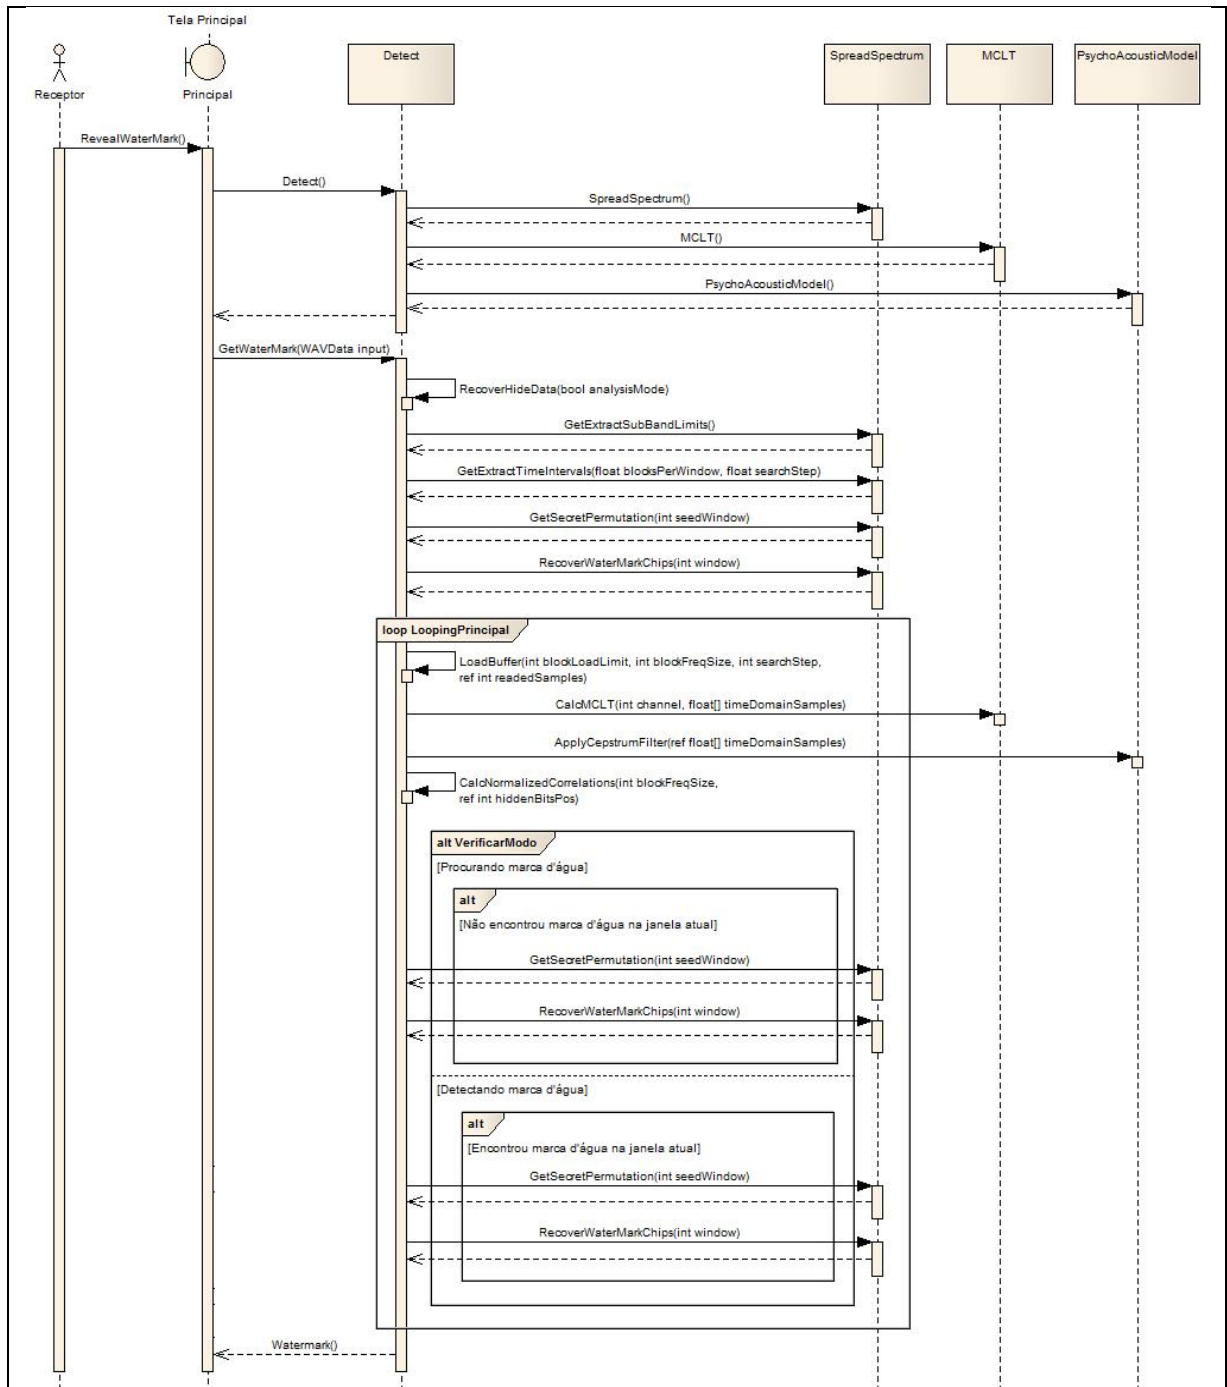 Tela Principal
Receptor
Principal
Detect
SpreadSpectrum
MCLT
PsychoAcousticModel
RevealWaterMark()
Detect()
SpreadSpectrum()
MCLT()
PsychoAcousticModel()
GetWaterMark(WAVData input)
RecoverHideData(bool analysisMode)
GetExtractSubBandLimits()
GetExtractTimeIntervals(float blocksPerWindow, float searchStep)
GetSecretPermutation(int seedWindow)
RecoverWaterMarkChips(int window)
loop LoopingPrincipal
LoadBuffer(int blockLoadLimit, int blockFreqSize, int searchStep,
ref int readedSamples)
CalcMCLT(int channel, float[] timeDomainSamples)
ApplyCepstrumFilter(ref float[] timeDomainSamples)
CalcNormalizedCorrelations(int blockFreqSize,
ref int hiddenBitsPos)
alt VerificarModo
[Procurando marca d'água]
alt
[Não encontrou marca d'água na janela atual]
GetSecretPermutation(int seedWindow)
RecoverWaterMarkChips(int window)
[Detectando marca d'água]
alt
[Encontrou marca d'água na janela atual]
GetSecretPermutation(int seedWindow)
RecoverWaterMarkChips(int window)
Watermark()